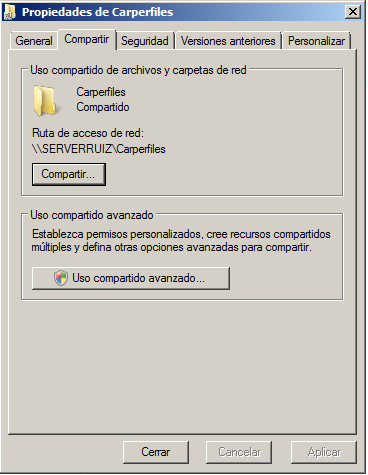 Propiedades de Carperfiles
General
Compartir
Seguridad
Versiones anteriores
Personalizar
Uso compartido de archivos y carpetas de red
Carperfiles
Compartido
Ruta de acceso de red:
\\SERVERRUIZ\Carperfiles
Compartir...
Uso compartido avanzado
Establezca permisos personalizados, cree recursos compartidos
múltiples y defina otras opciones avanzadas para compartir.
Uso compartido avanzado...
Cerrar
Cancelar
Aplicar